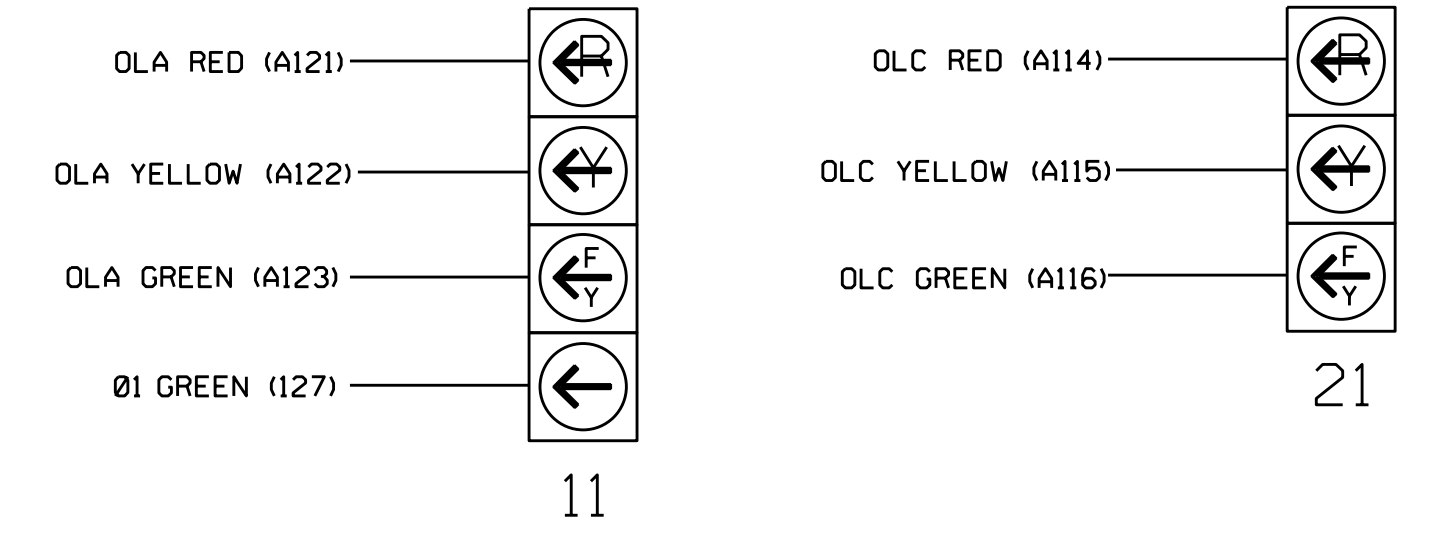 OLA RED (A121)
R
OLA YELLOW (A122)
Y
OLA GREEN (A123)
F
Y
Ø1 GREEN (127)
11
OLC RED (A114)
R
OLC YELLOW (A115)
Y
OLC GREEN (A116)
F
Y
21